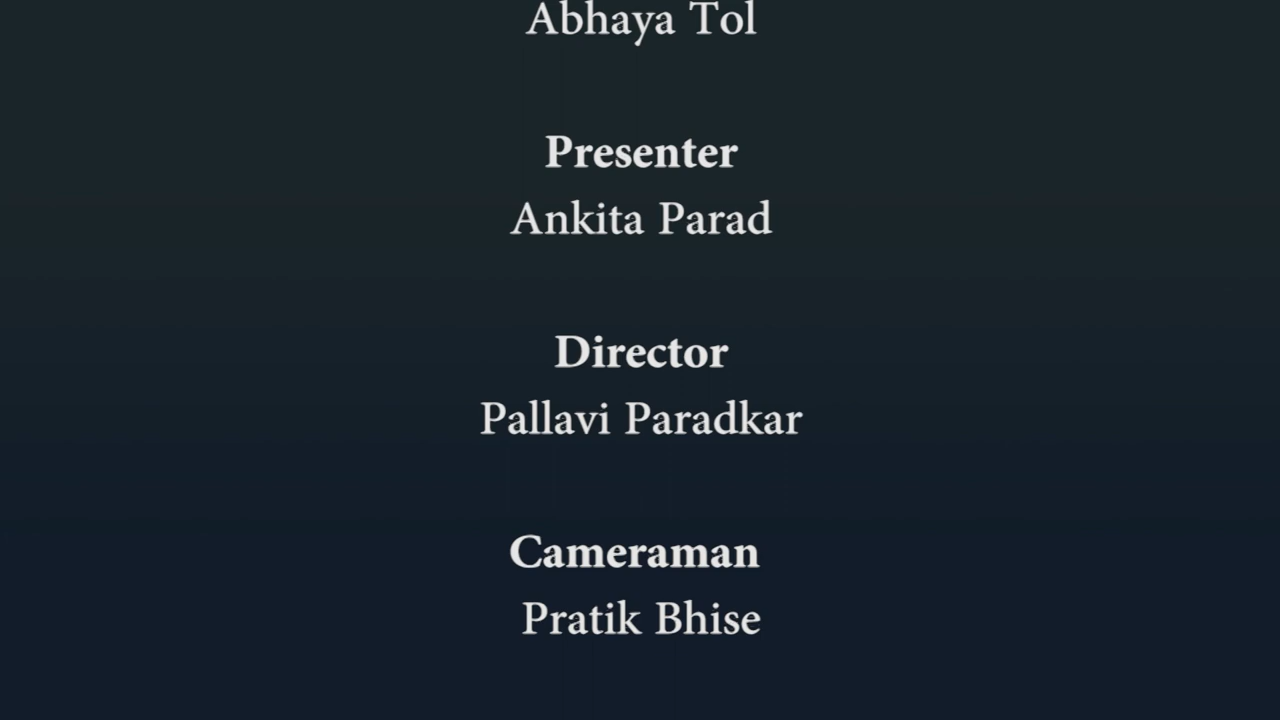 Abhaya Tol
Presenter
Ankita Parad
Director
Pallavi Paradkar
Cameraman
Pratik Bhise